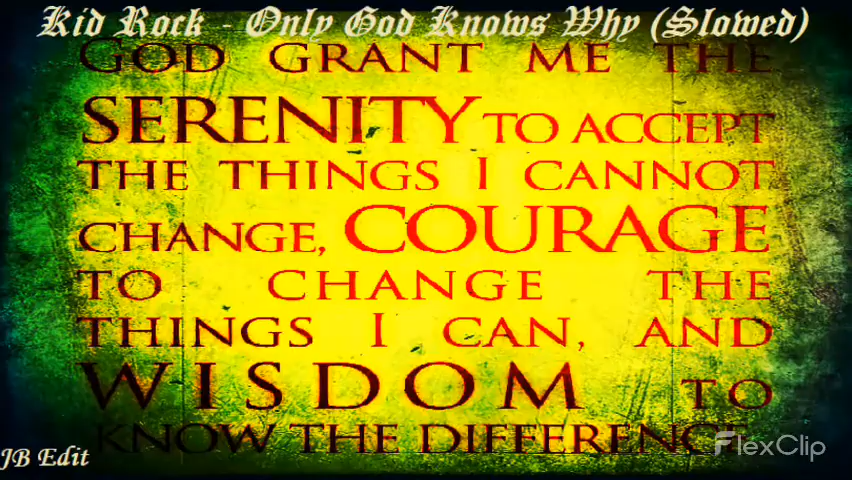 Kid Rock - Only God Knows Why (Slowed)
GOD GRANT ME THE
SERENITY TO ACCEPT
THE THINGS I CANNOT
CHANGE, COURAGE
TO CHANGE THE
THINGS I CAN, AND
WISDOM TO
KNOW THE DIFFERENCE
FlexClip
JB Edit